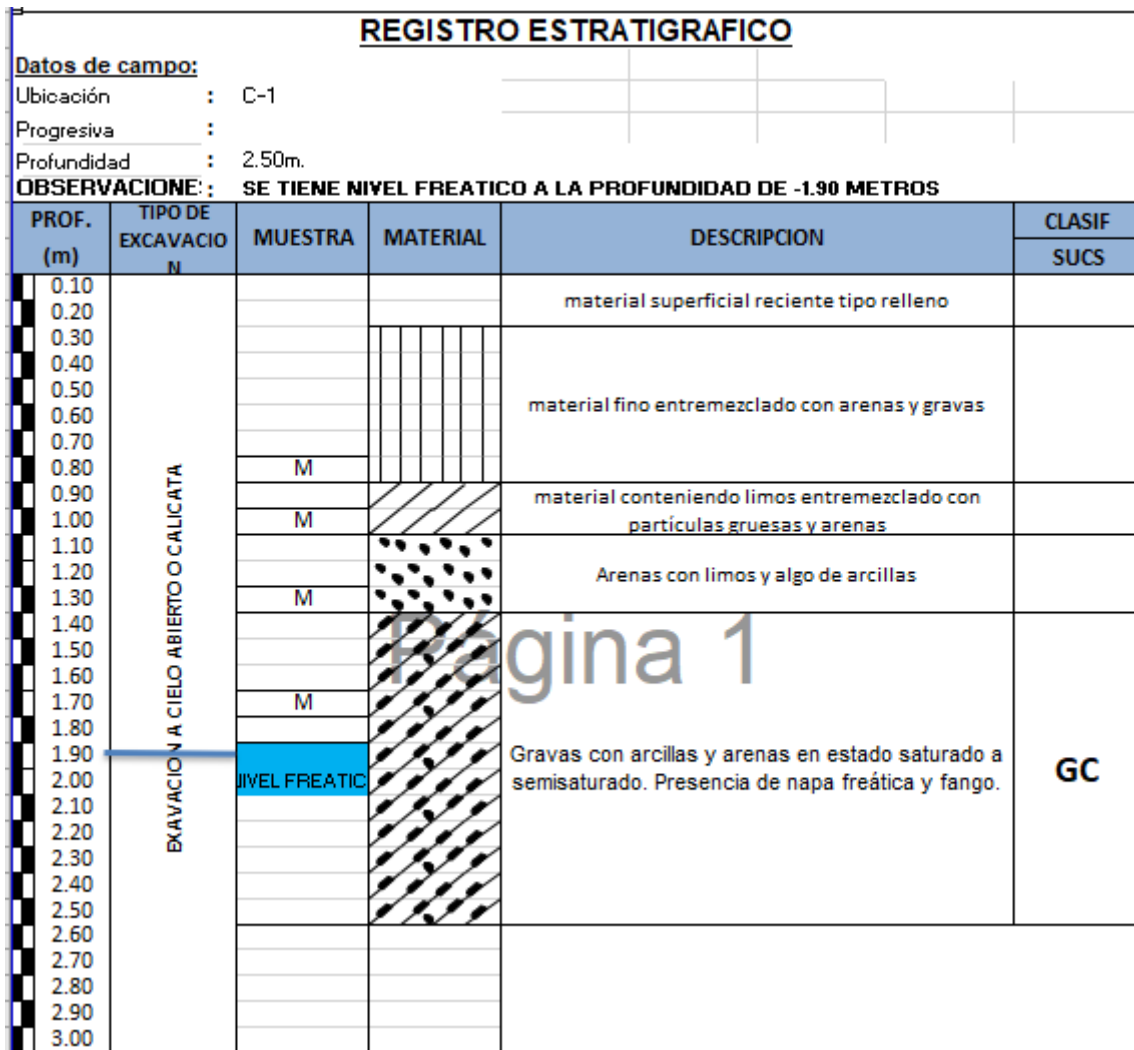 REGISTRO ESTRATIGRAFICO
Datos de campo:
Ubicación : C-1
Progresiva :
Profundidad : 2.50m.
OBSERVACIONE : SE TIENE NIVEL FREATICO A LA PROFUNDIDAD DE -1.90 METROS
PROF. (m)
TIPO DE EXCAVACIO N
MUESTRA
MATERIAL
DESCRIPCION
CLASIF
SUCS
0.10
0.20
material superficial reciente tipo relleno
0.30
0.40
0.50
0.60
material fino entremezclado con arenas y gravas
0.70
0.80 M
0.90
material conteniendo limos entremezclado con
1.00 M
partículas gruesas y arenas
1.10
1.20
Arenas con limos y algo de arcillas
1.30 M
1.40
1.50
Página 1
1.60
1.70 M
1.80
1.90
Gravas con arcillas y arenas en estado saturado a
2.00 IVEL FREATIC
semisaturado. Presencia de napa freática y fango.
GC
2.10
2.20
2.30
2.40
2.50
2.60
2.70
2.80
2.90
3.00
EXAVACION A CIELO ABIERTO O CALICATA